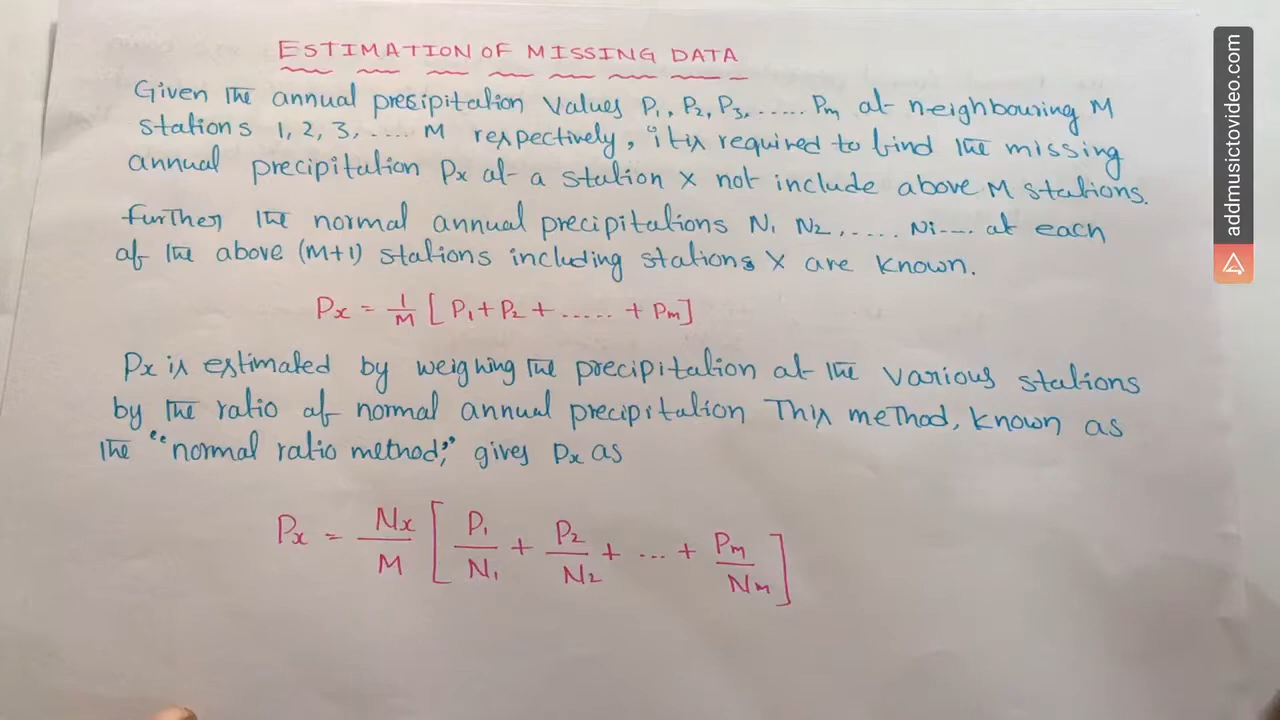 ESTIMATION OF MISSING DATA
Given the annual precipitation values P₁, P₂, P₃, ..... Pm at neighbouring M
stations 1, 2, 3, .... M respectively, it is required to find the missing
annual precipitation Px at a station X not include above M stations.
Further the normal annual precipitations N₁ N₂, ..... Ni.... at each
of the above (M+1) stations including stations X are known.
Px = 1/M [P₁ + P₂ + ...... + Pm]
Px is estimated by weighing the precipitation at the various stations
by the ratio of normal annual precipitation This method, known as
the "normal ratio method," gives Px as
Px = Nx/M [P₁/N₁ + P₂/N₂ + ... + Pm/Nm]
addmusictovideo.com